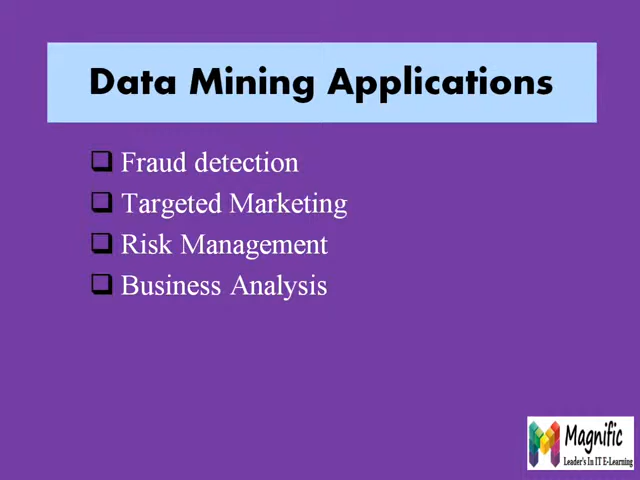 Data Mining Applications
Fraud detection
Targeted Marketing
Risk Management
Business Analysis
Magnific
Leader's In IT E-Learning